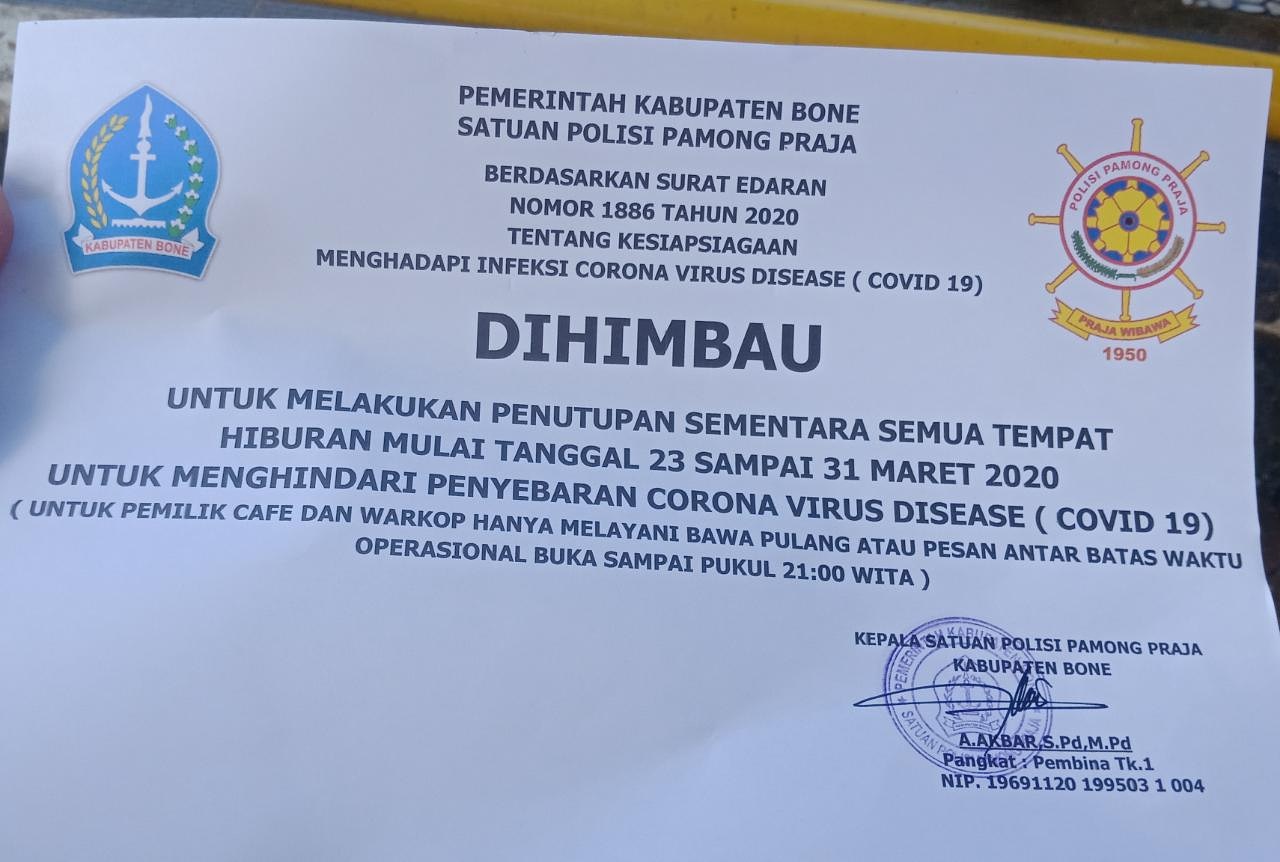 PEMERINTAH KABUPATEN BONE
SATUAN POLISI PAMONG PRAJA
BERDASARKAN SURAT EDARAN
NOMOR 1886 TAHUN 2020
TENTANG KESIAPSIAGAAN
MENGHADAPI INFEKSI CORONA VIRUS DISEASE ( COVID 19)
KABUPATEN BONE
POLISI PAMONG PRAJA
PRAJA WIBAWA
1950
DIHIMBAU
UNTUK MELAKUKAN PENUTUPAN SEMENTARA SEMUA TEMPAT
HIBURAN MULAI TANGGAL 23 SAMPAI 31 MARET 2020
UNTUK MENGHINDARI PENYEBARAN CORONA VIRUS DISEASE ( COVID 19)
( UNTUK PEMILIK CAFE DAN WARKOP HANYA MELAYANI BAWA PULANG ATAU PESAN ANTAR BATAS WAKTU
OPERASIONAL BUKA SAMPAI PUKUL 21:00 WITA )
KEPALA SATUAN POLISI PAMONG PRAJA
KABUPATEN BONE
A.AKBAR,S.Pd,M.Pd
Pangkat : Pembina Tk.1
NIP. 19691120 199503 1 004